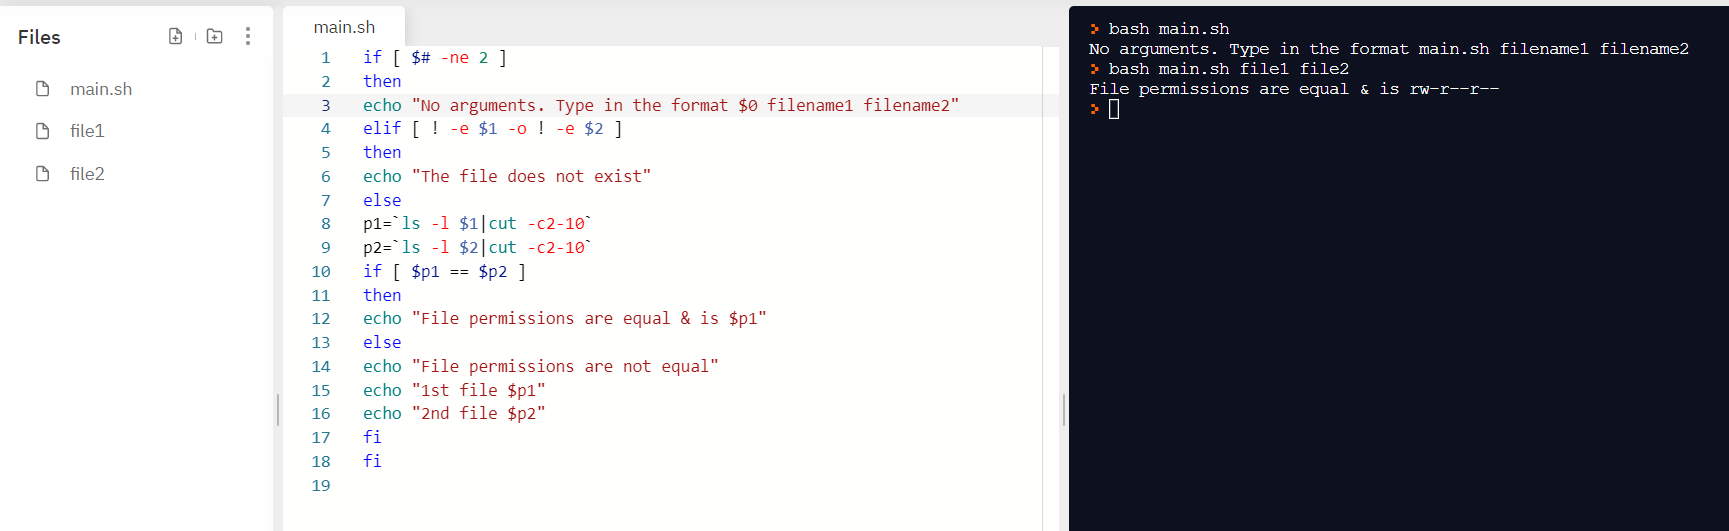 Files
main.sh
file1
file2
main.sh
1 if [ $# -ne 2 ]
2 then
3 echo "No arguments. Type in the format $0 filename1 filename2"
4 elif [ ! -e $1 -o ! -e $2 ]
5 then
6 echo "The file does not exist"
7 else
8 p1=`ls -l $1|cut -c2-10`
9 p2=`ls -l $2|cut -c2-10`
10 if [ $p1 == $p2 ]
11 then
12 echo "File permissions are equal & is $p1"
13 else
14 echo "File permissions are not equal"
15 echo "1st file $p1"
16 echo "2nd file $p2"
17 fi
18 fi
19
> bash main.sh
No arguments. Type in the format main.sh filename1 filename2
> bash main.sh file1 file2
File permissions are equal & is rw-r--r--
>